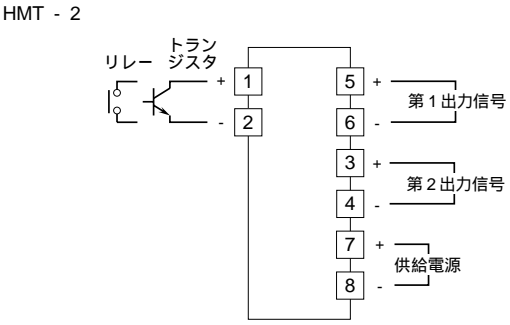 HMT - 2
トラン
ジスタ
リレー
+ 1
- 2
5 +
第1出力信号
6 -
3 +
第2出力信号
4 -
7 +
供給電源
8 -